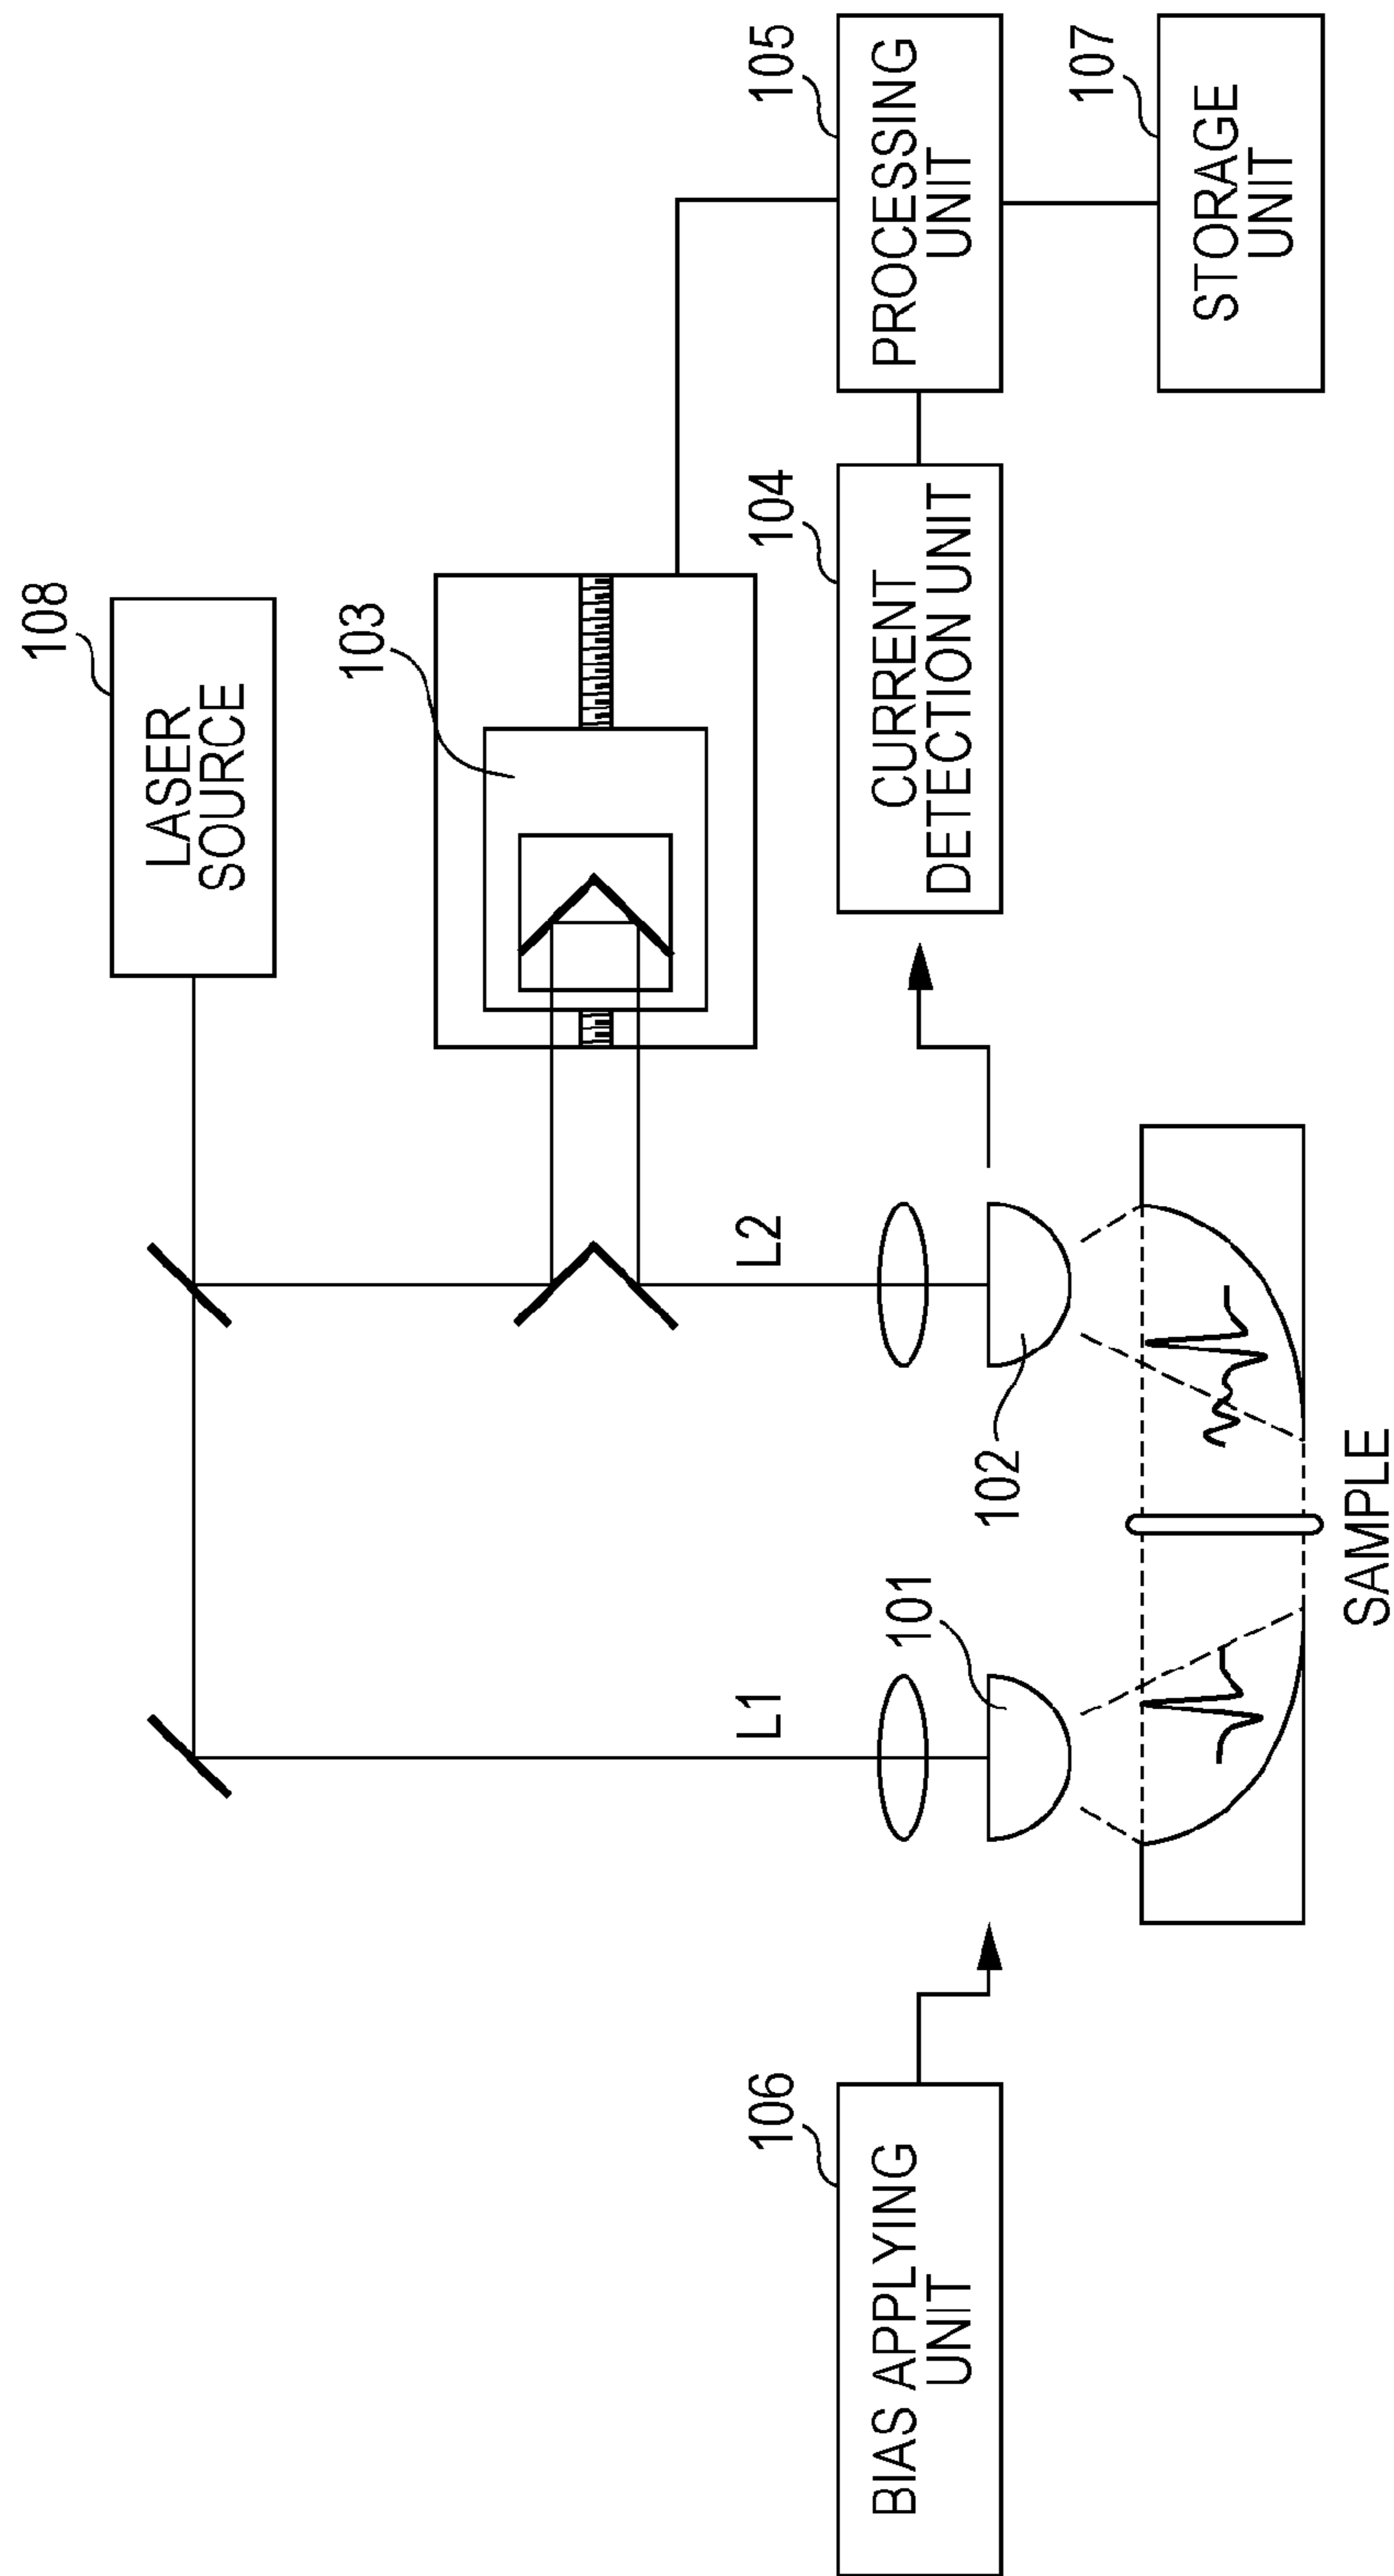 108
LASER
SOURCE
103
105
PROCESSING
UNIT
107
STORAGE
UNIT
104
CURRENT
DETECTION UNIT
L1
L2
101
102
106
BIAS APPLYING
UNIT
SAMPLE